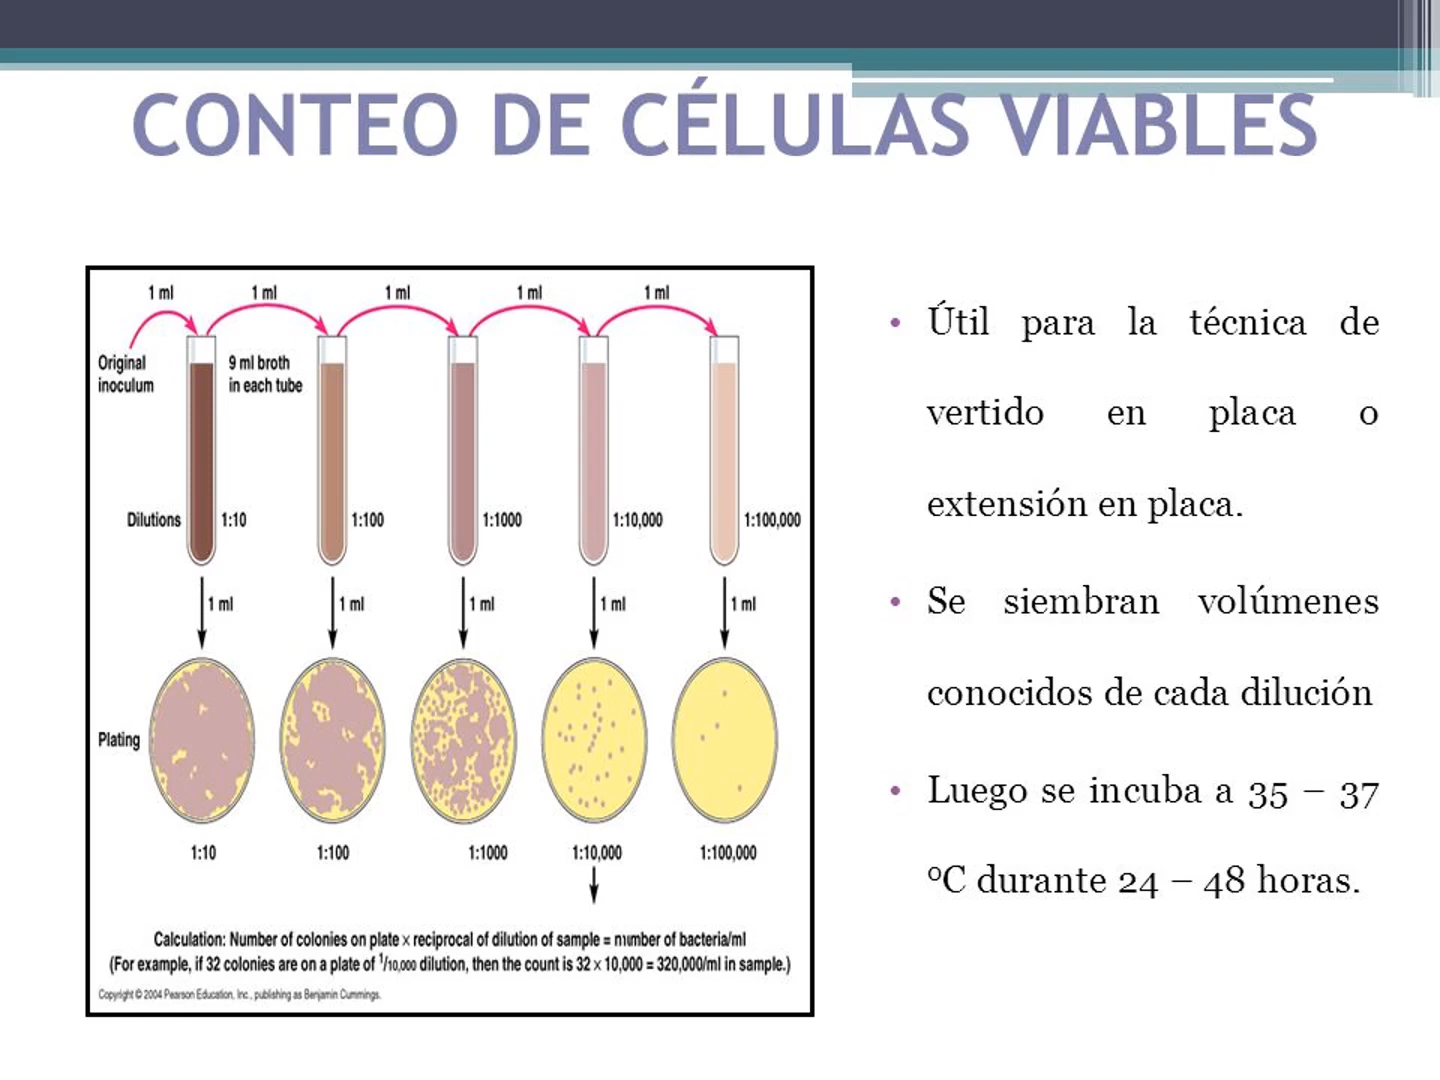 CONTEO DE CÉLULAS VIABLES
1 ml 1 ml 1 ml 1 ml 1 ml
Original
inoculum
9 ml broth
in each tube
Dilutions 1:10 1:100 1:1000 1:10,000 1:100,000
1 ml 1 ml 1 ml 1 ml 1 ml
Plating
1:10 1:100 1:1000 1:10,000 1:100,000
Calculation: Number of colonies on plate × reciprocal of dilution of sample = number of bacteria/ml
(For example, if 32 colonies are on a plate of 1/10,000 dilution, then the count is 32 × 10,000 = 320,000/ml in sample.)
Copyright © 2004 Pearson Education, Inc., publishing as Benjamin Cummings.
• Útil para la técnica de
vertido en placa o
extensión en placa.
• Se siembran volúmenes
conocidos de cada dilución
• Luego se incuba a 35 – 37
ºC durante 24 – 48 horas.